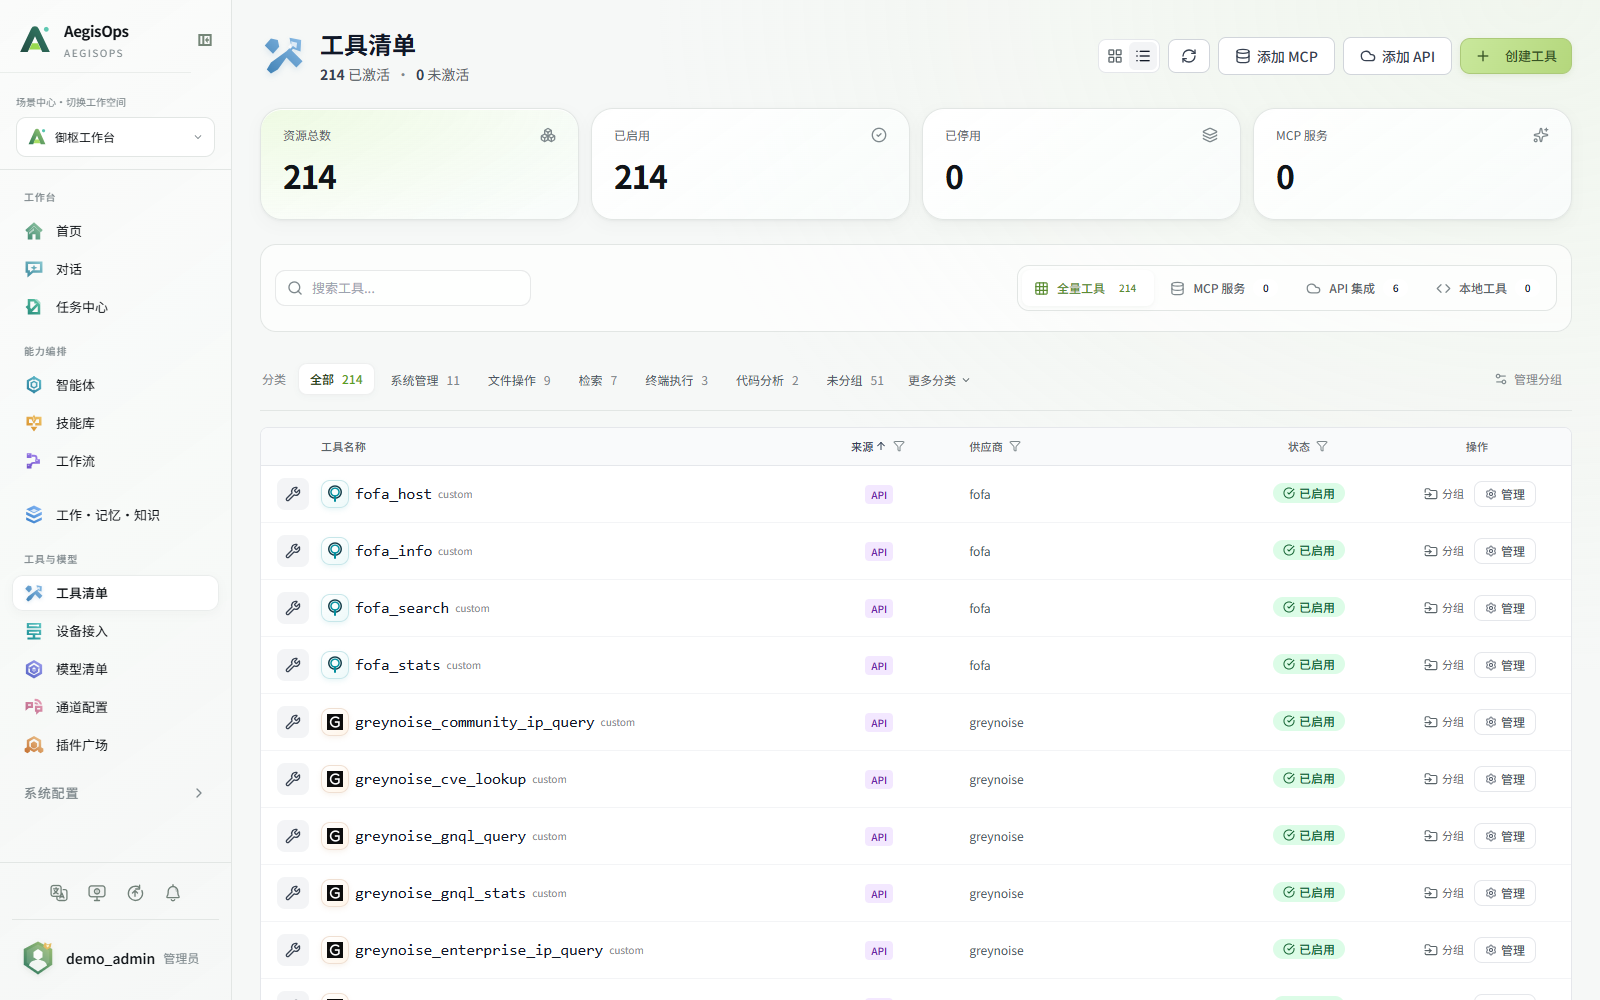 AegisOps
AEGISOPS
场景中心・切换工作空间
御枢工作台
工作台
首页
对话
任务中心
能力编排
智能体
技能库
工作流
工作・记忆・知识
工具与模型
工具清单
设备接入
模型清单
通道配置
插件广场
系统配置
demo_admin 管理员
工具清单
214 已激活 • 0 未激活
添加 MCP
添加 API
创建工具
资源总数
214
已启用
214
已停用
0
MCP 服务
0
搜索工具...
全量工具 214
MCP 服务 0
API 集成 6
本地工具 0
分类 全部 214 系统管理 11 文件操作 9 检索 7 终端执行 3 代码分析 2 未分组 51 更多分类 管理分组
工具名称 来源 供应商 状态 操作
fofa_host custom API fofa 已启用 分组 管理
fofa_info custom API fofa 已启用 分组 管理
fofa_search custom API fofa 已启用 分组 管理
fofa_stats custom API fofa 已启用 分组 管理
G greynoise_community_ip_query custom API greynoise 已启用 分组 管理
G greynoise_cve_lookup custom API greynoise 已启用 分组 管理
G greynoise_gnql_query custom API greynoise 已启用 分组 管理
G greynoise_gnql_stats custom API greynoise 已启用 分组 管理
G greynoise_enterprise_ip_query custom API greynoise 已启用 分组 管理